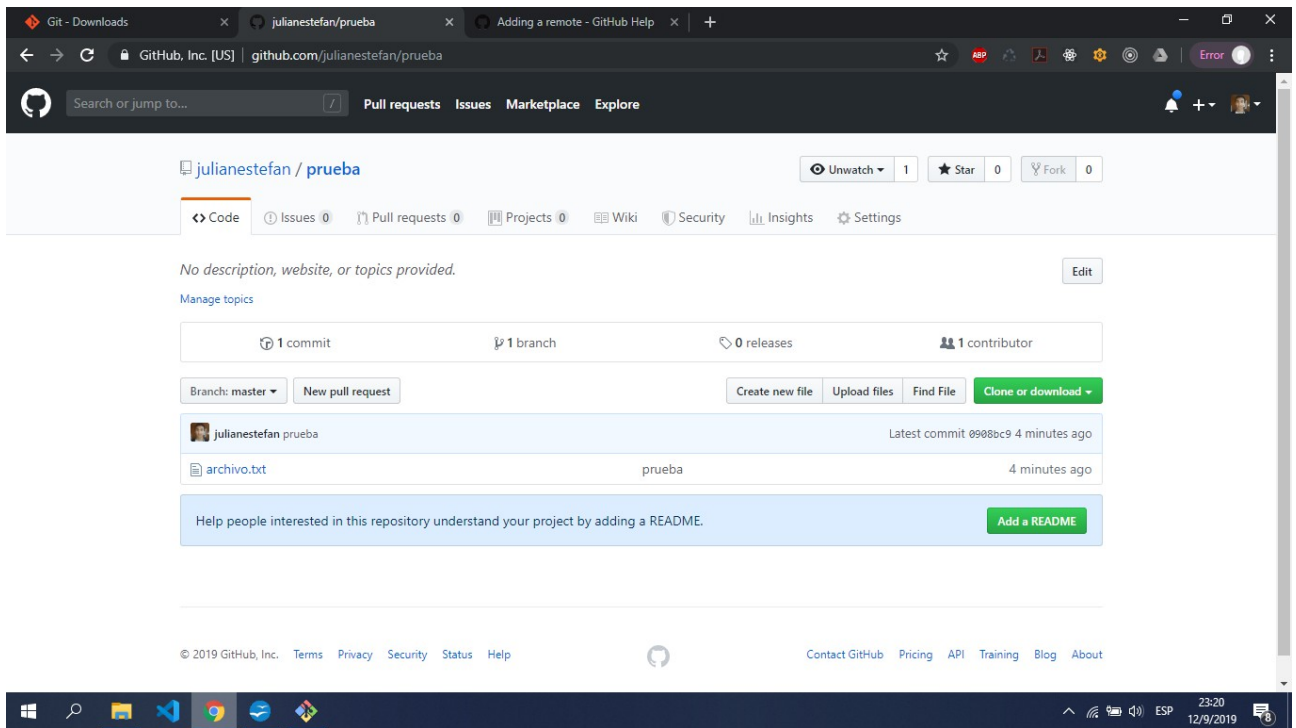 Git - Downloads julianestefan/prueba Adding a remote - GitHub Help
GitHub, Inc. [US] github.com/julianestefan/prueba ABP Error
Search or jump to... / Pull requests Issues Marketplace Explore
julianestefan / prueba Unwatch 1 Star 0 Fork 0
Code Issues 0 Pull requests 0 Projects 0 Wiki Security Insights Settings
No description, website, or topics provided. Edit
Manage topics
1 commit 1 branch 0 releases 1 contributor
Branch: master New pull request Create new file Upload files Find File Clone or download
julianestefan prueba Latest commit 0908bc9 4 minutes ago
archivo.txt prueba 4 minutes ago
Help people interested in this repository understand your project by adding a README. Add a README
© 2019 GitHub, Inc. Terms Privacy Security Status Help Contact GitHub Pricing API Training Blog About
ESP 23:20
12/9/2019 8